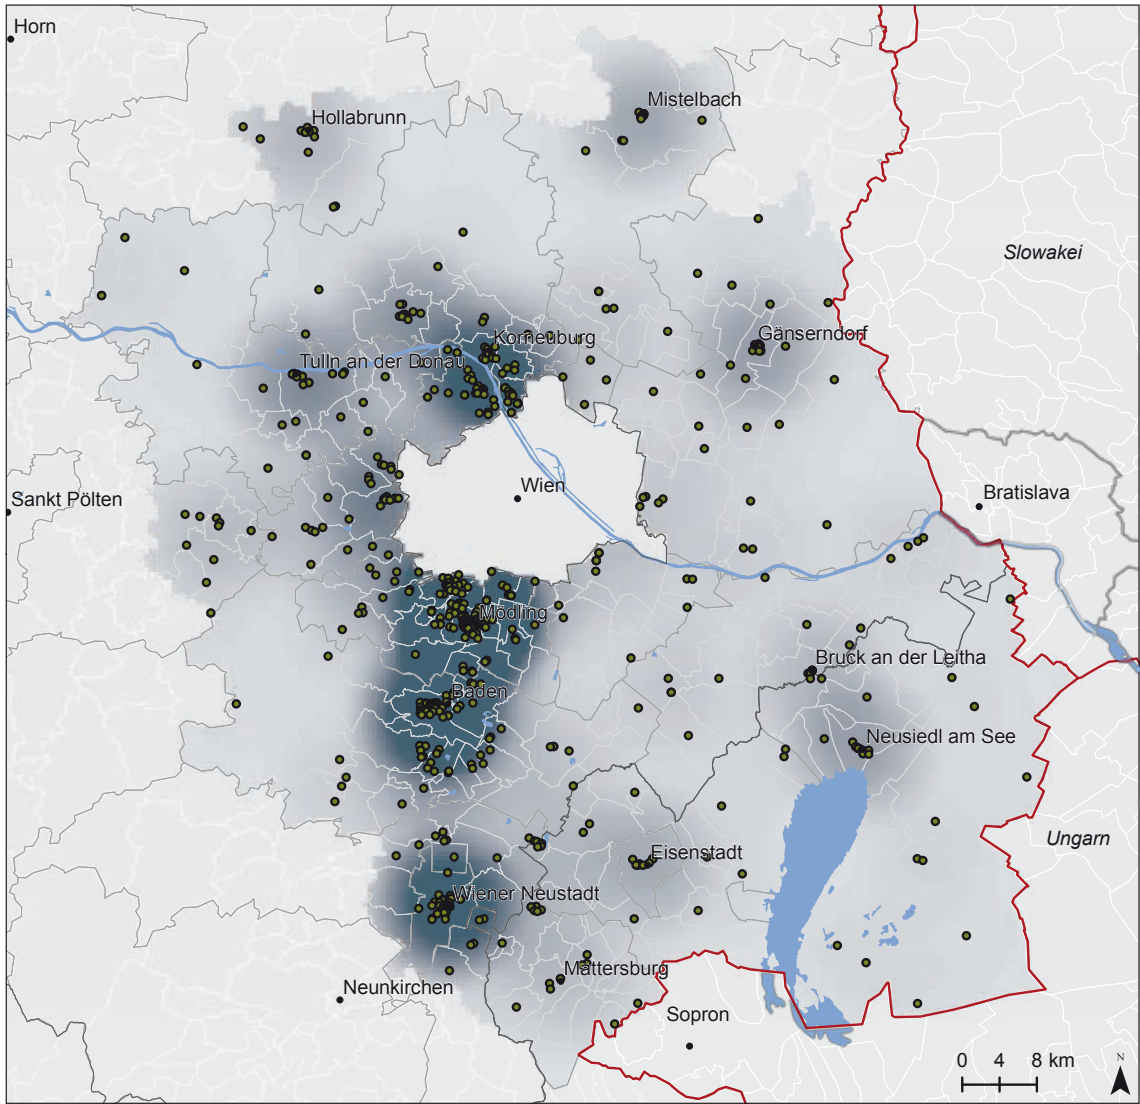 Horn
Mistelbach
Hollabrunn
Slowakei
Gänserndorf
Korneuburg
Tulln an der Donau
Wien
Bratislava
Sankt Pölten
Mödling
Bruck an der Leitha
Baden
Neusiedl am See
Ungarn
Eisenstadt
Wiener Neustadt
Mattersburg
Neunkirchen
Sopron
0 4 8 km
N